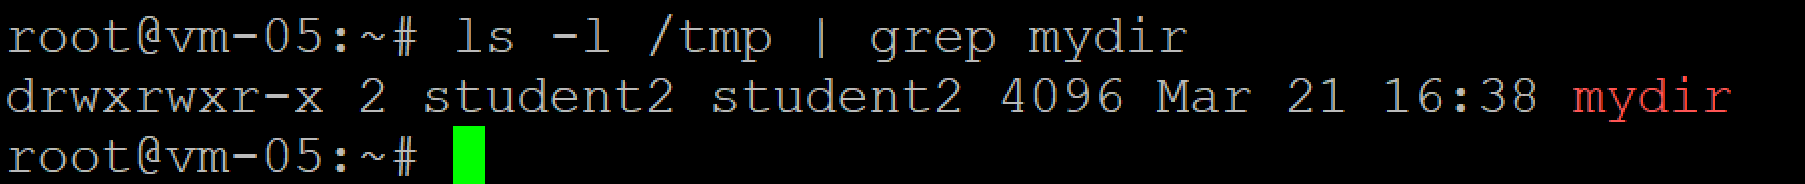 root@vm-05:~# ls -l /tmp | grep mydir
drwxrwxr-x 2 student2 student2 4096 Mar 21 16:38 mydir
root@vm-05:~#